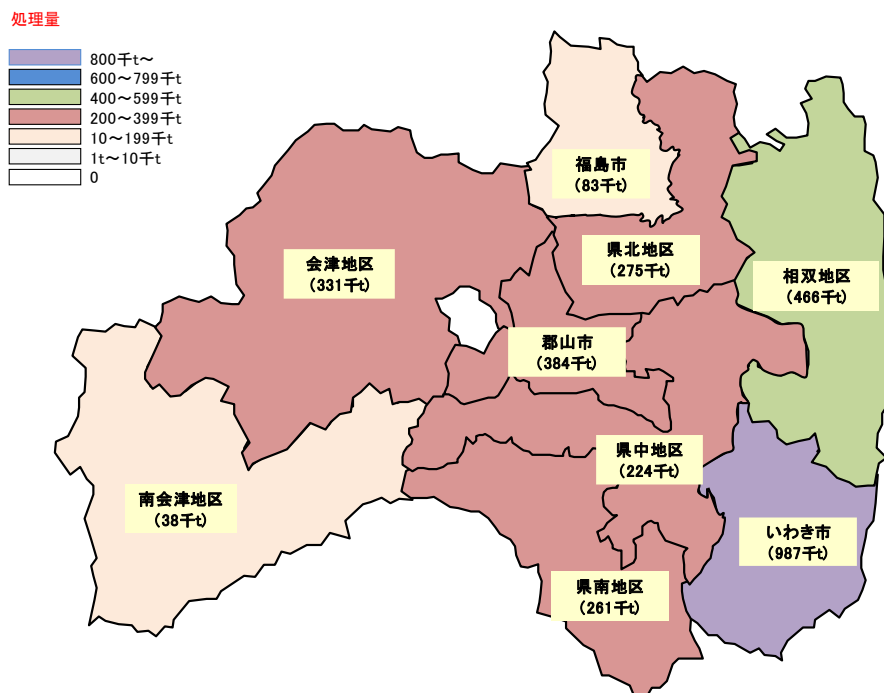 処理量
800千t～
600～799千t
400～599千t
200～399千t
10～199千t
1t～10千t
0
福島市
(83千t)
県北地区
(275千t)
会津地区
(331千t)
相双地区
(466千t)
郡山市
(384千t)
県中地区
(224千t)
南会津地区
(38千t)
いわき市
(987千t)
県南地区
(261千t)